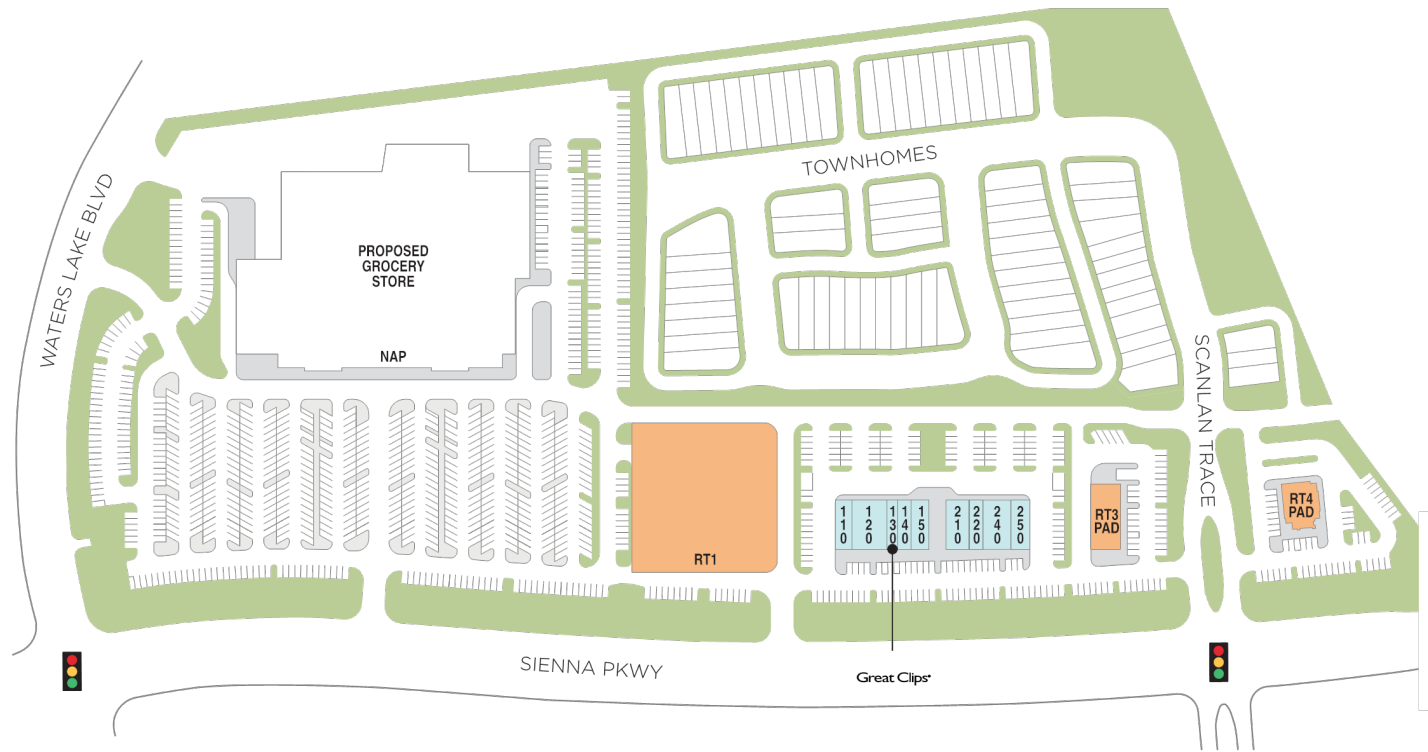 TOWNHOMES
WATERS LAKE BLVD
PROPOSED
GROCERY
STORE
NAP
SCANLAN TRACE
RT1
110
120
130
140
150
210
220
240
250
RT3
PAD
RT4
PAD
SIENNA PKWY
Great Clips